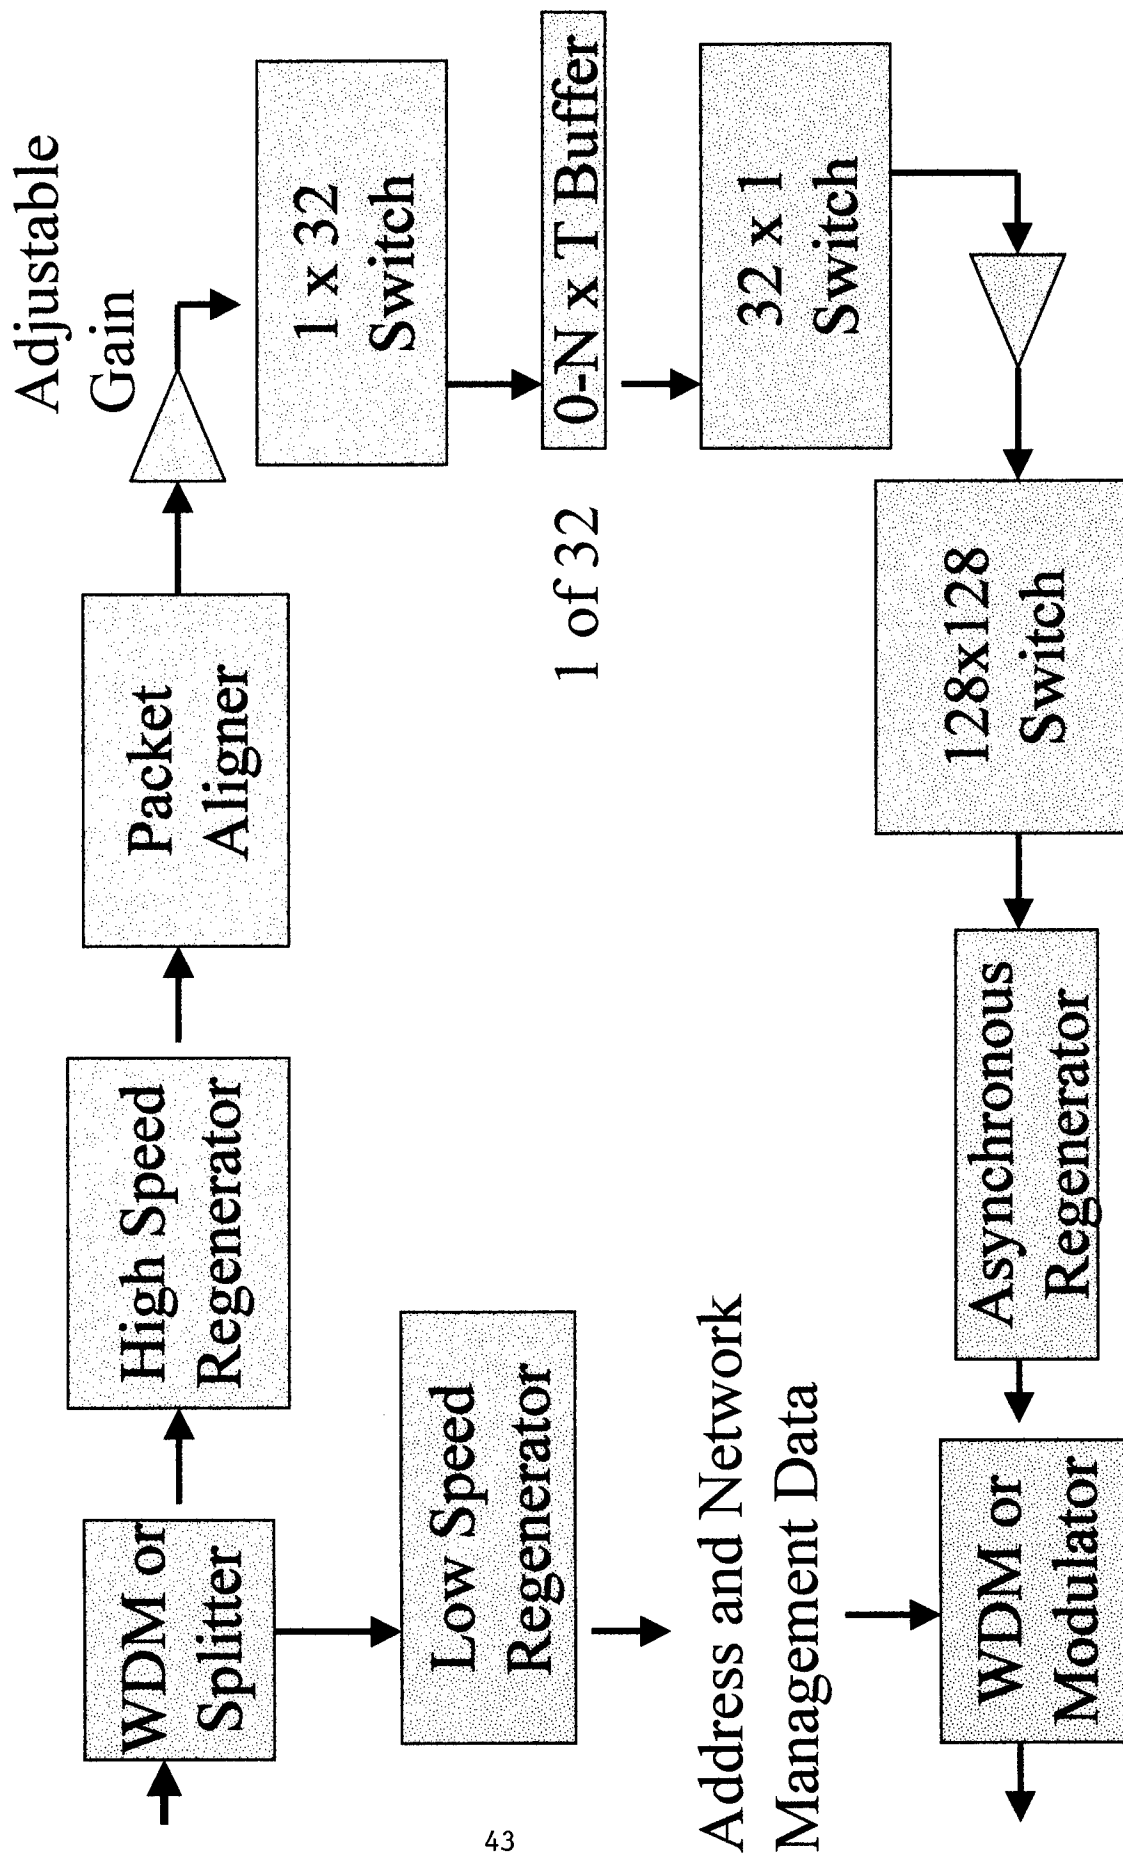 WDM or
Splitter
High Speed
Regenerator
Packet
Aligner
Adjustable
Gain
Low Speed
Regenerator
1 x 32
Switch
1 of 32
0-N x T Buffer
32 x 1
Switch
Address and Network
Management Data
WDM or
Modulator
Asynchronous
Regenerator
128x128
Switch
43